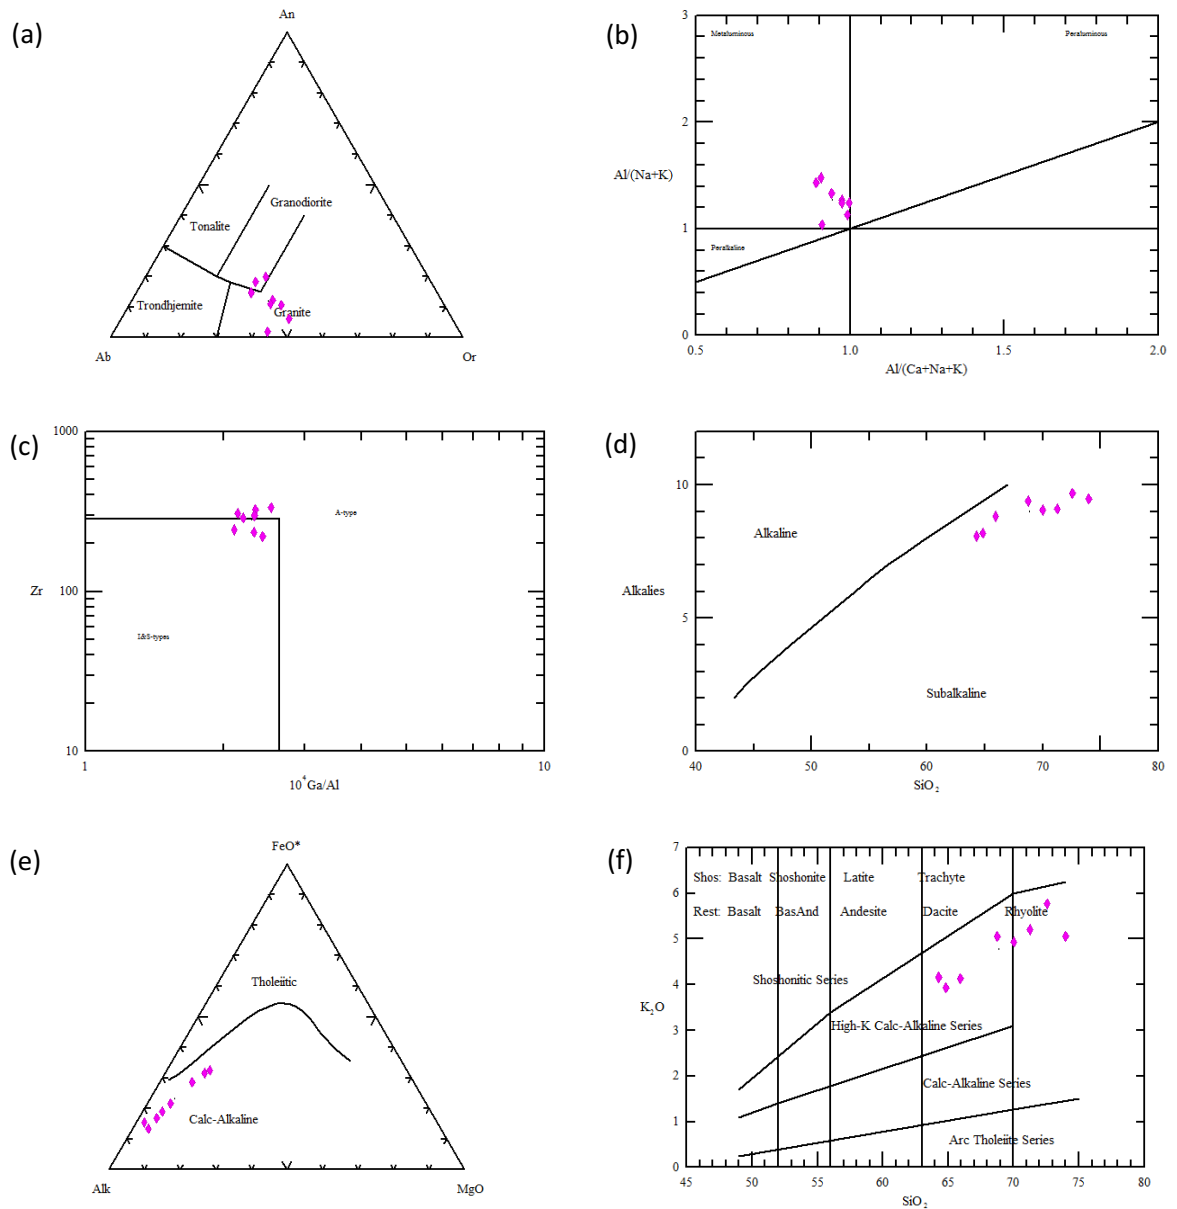 (a)
An
Tonalite
Granodiorite
Trondhjemite
Granite
Ab
Or
(b)
3
Metaluminous
Peraluminous
2
Al/(Na+K)
1
Peralkaline
0
0.5
1.0
1.5
2.0
Al/(Ca+Na+K)
(c)
1000
A-type
Zr
100
I&S-types
10
1
10
10⁴Ga/Al
(d)
10
Alkaline
Alkalies
5
Subalkaline
0
40
50
60
70
80
SiO₂
(e)
FeO*
Tholeiitic
Calc-Alkaline
Alk
MgO
(f)
7
Shos: Basalt Shoshonite Latite Trachyte
6
Rest: Basalt BasAnd Andesite Dacite Rhyolite
5
4
Shoshonitic Series
K₂O
3
High-K Calc-Alkaline Series
2
Calc-Alkaline Series
1
Arc Tholeiite Series
0
45
50
55
60
65
70
75
80
SiO₂